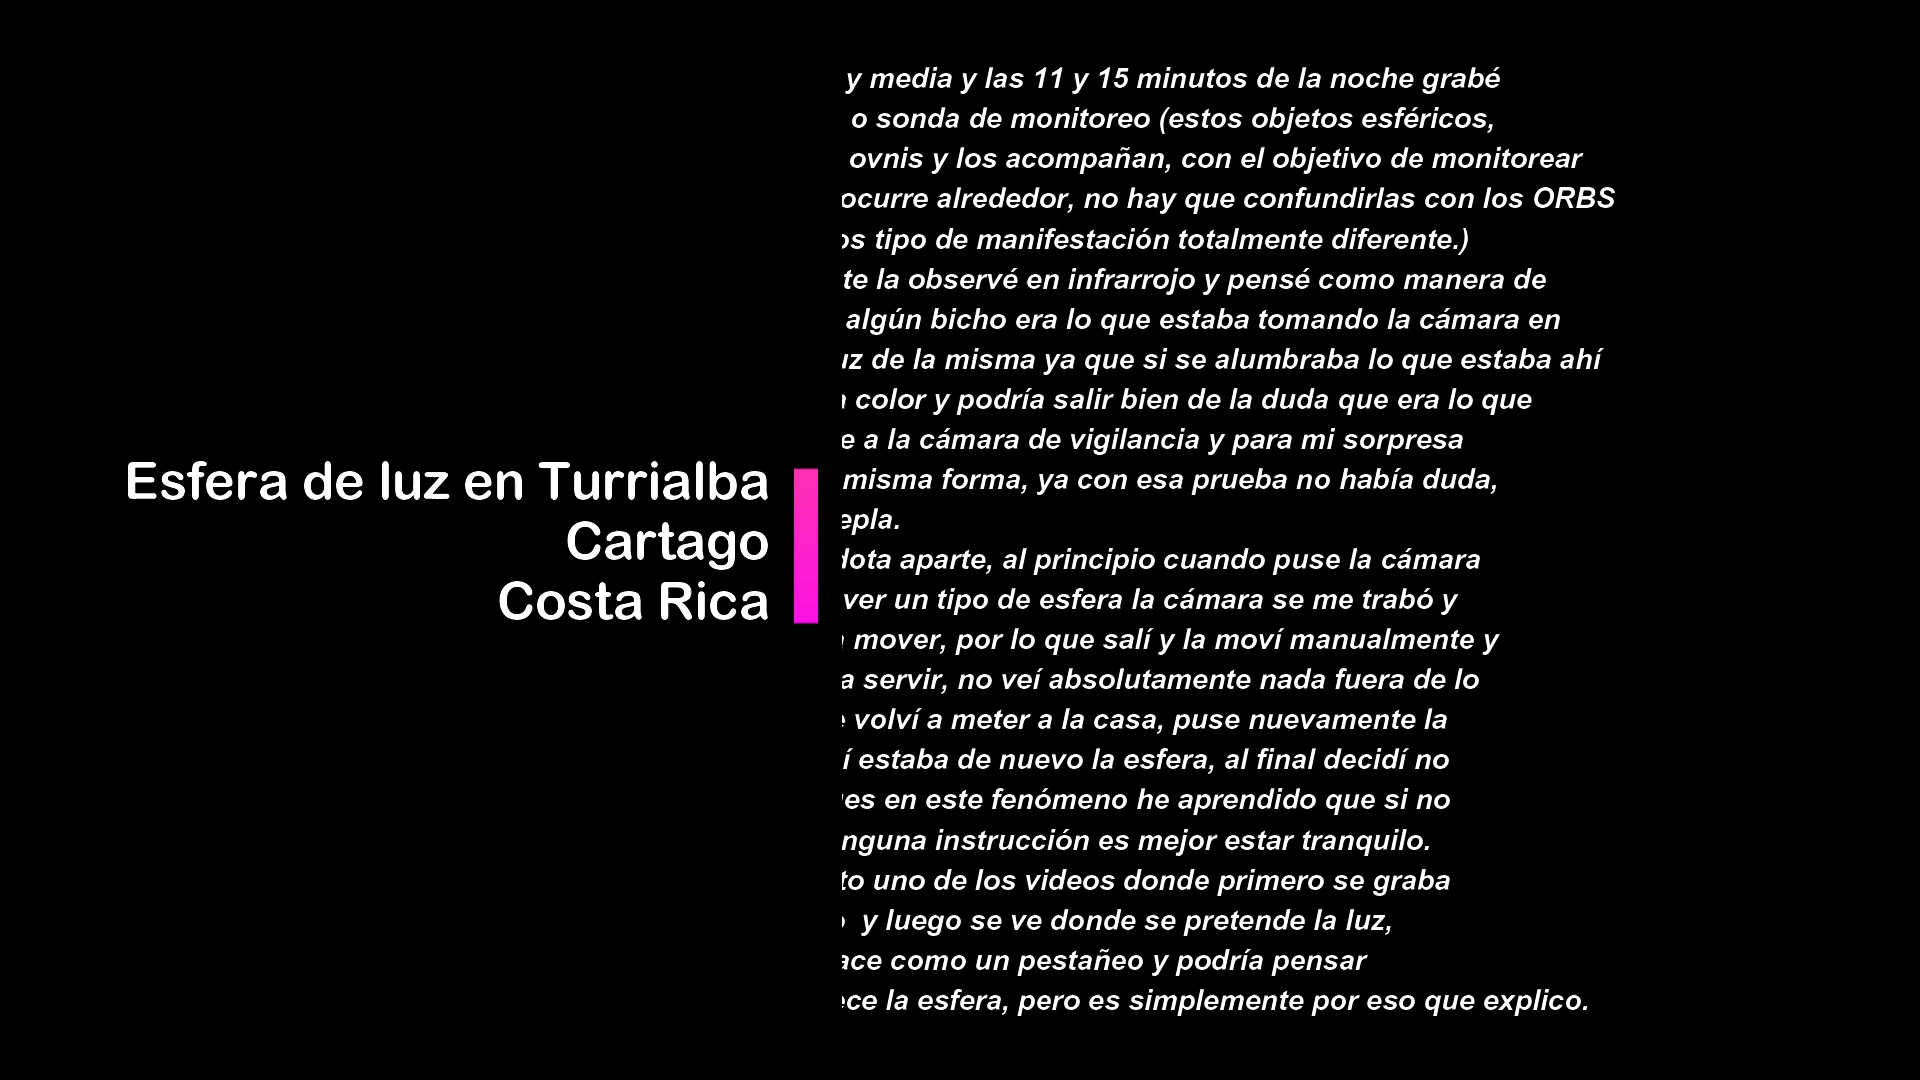 Esfera de luz en Turrialba
Cartago
Costa Rica
y media y las 11 y 15 minutos de la noche grabé
o sonda de monitoreo (estos objetos esféricos,
ovnis y los acompañan, con el objetivo de monitorear
ocurre alrededor, no hay que confundirlas con los ORBS
tipo de manifestación totalmente diferente.)
la observé en infrarrojo y pensé como manera de
algún bicho era lo que estaba tomando la cámara en
de la misma ya que si se alumbraba lo que estaba ahí
color y podría salir bien de la duda que era lo que
a la cámara de vigilancia y para mi sorpresa
misma forma, ya con esa prueba no había duda,
aparte, al principio cuando puse la cámara
ver un tipo de esfera la cámara se me trabó y
mover, por lo que salí y la moví manualmente y
a servir, no veí absolutamente nada fuera de lo
volví a meter a la casa, puse nuevamente la
estaba de nuevo la esfera, al final decidí no
en este fenómeno he aprendido que si no
instrucción es mejor estar tranquilo.
uno de los videos donde primero se graba
y luego se ve donde se pretende la luz,
como un pestañeo y podría pensar
la esfera, pero es simplemente por eso que explico.